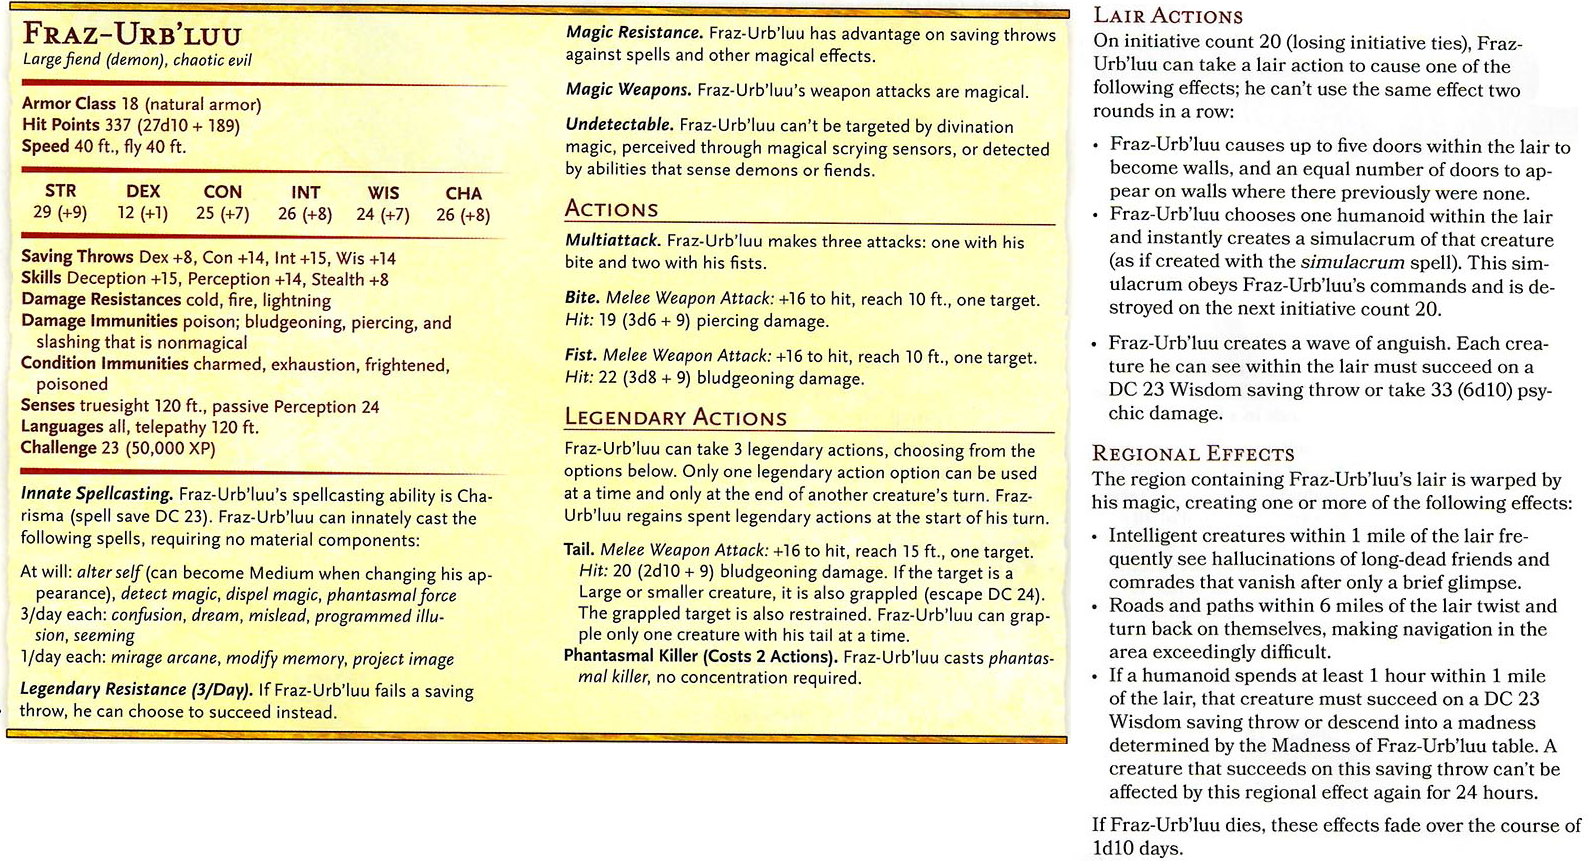 FRAZ-URB'LUU
Large fiend (demon), chaotic evil
Armor Class 18 (natural armor)
Hit Points 337 (27d10 + 189)
Speed 40 ft., fly 40 ft.
STR DEX CON INT WIS CHA
29 (+9) 12 (+1) 25 (+7) 26 (+8) 24 (+7) 26 (+8)
Saving Throws Dex +8, Con +14, Int +15, Wis +14
Skills Deception +15, Perception +14, Stealth +8
Damage Resistances cold, fire, lightning
Damage Immunities poison; bludgeoning, piercing, and
slashing that is nonmagical
Condition Immunities charmed, exhaustion, frightened,
poisoned
Senses truesight 120 ft., passive Perception 24
Languages all, telepathy 120 ft.
Challenge 23 (50,000 XP)
Innate Spellcasting. Fraz-Urb'luu's spellcasting ability is Cha-
risma (spell save DC 23). Fraz-Urb'luu can innately cast the
following spells, requiring no material components:
At will: alter self (can become Medium when changing his ap-
pearance), detect magic, dispel magic, phantasmal force
3/day each: confusion, dream, mislead, programmed illu-
sion, seeming
1/day each: mirage arcane, modify memory, project image
Legendary Resistance (3/Day). If Fraz-Urb'luu fails a saving
throw, he can choose to succeed instead.
Magic Resistance. Fraz-Urb'luu has advantage on saving throws
against spells and other magical effects.
Magic Weapons. Fraz-Urb'luu's weapon attacks are magical.
Undetectable. Fraz-Urb'luu can't be targeted by divination
magic, perceived through magical scrying sensors, or detected
by abilities that sense demons or fiends.
ACTIONS
Multiattack. Fraz-Urb'luu makes three attacks: one with his
bite and two with his fists.
Bite. Melee Weapon Attack: +16 to hit, reach 10 ft., one target.
Hit: 19 (3d6 + 9) piercing damage.
Fist. Melee Weapon Attack: +16 to hit, reach 10 ft., one target.
Hit: 22 (3d8 + 9) bludgeoning damage.
LEGENDARY ACTIONS
Fraz-Urb'luu can take 3 legendary actions, choosing from the
options below. Only one legendary action option can be used
at a time and only at the end of another creature's turn. Fraz-
Urb'luu regains spent legendary actions at the start of his turn.
Tail. Melee Weapon Attack: +16 to hit, reach 15 ft., one target.
Hit: 20 (2d10 + 9) bludgeoning damage. If the target is a
Large or smaller creature, it is also grappled (escape DC 24).
The grappled target is also restrained. Fraz-Urb'luu can grap-
ple only one creature with his tail at a time.
Phantasmal Killer (Costs 2 Actions). Fraz-Urb'luu casts phantas-
mal killer, no concentration required.
LAIR ACTIONS
On initiative count 20 (losing initiative ties), Fraz-
Urb'luu can take a lair action to cause one of the
following effects; he can't use the same effect two
rounds in a row:
• Fraz-Urb'luu causes up to five doors within the lair to
become walls, and an equal number of doors to ap-
pear on walls where there previously were none.
• Fraz-Urb'luu chooses one humanoid within the lair
and instantly creates a simulacrum of that creature
(as if created with the simulacrum spell). This sim-
ulacrum obeys Fraz-Urb'luu's commands and is de-
stroyed on the next initiative count 20.
• Fraz-Urb'luu creates a wave of anguish. Each crea-
ture he can see within the lair must succeed on a
DC 23 Wisdom saving throw or take 33 (6d10) psy-
chic damage.
REGIONAL EFFECTS
The region containing Fraz-Urb'luu's lair is warped by
his magic, creating one or more of the following effects:
• Intelligent creatures within 1 mile of the lair fre-
quently see hallucinations of long-dead friends and
comrades that vanish after only a brief glimpse.
• Roads and paths within 6 miles of the lair twist and
turn back on themselves, making navigation in the
area exceedingly difficult.
• If a humanoid spends at least 1 hour within 1 mile
of the lair, that creature must succeed on a DC 23
Wisdom saving throw or descend into a madness
determined by the Madness of Fraz-Urb'luu table. A
creature that succeeds on this saving throw can't be
affected by this regional effect again for 24 hours.
If Fraz-Urb'luu dies, these effects fade over the course of
1d10 days.